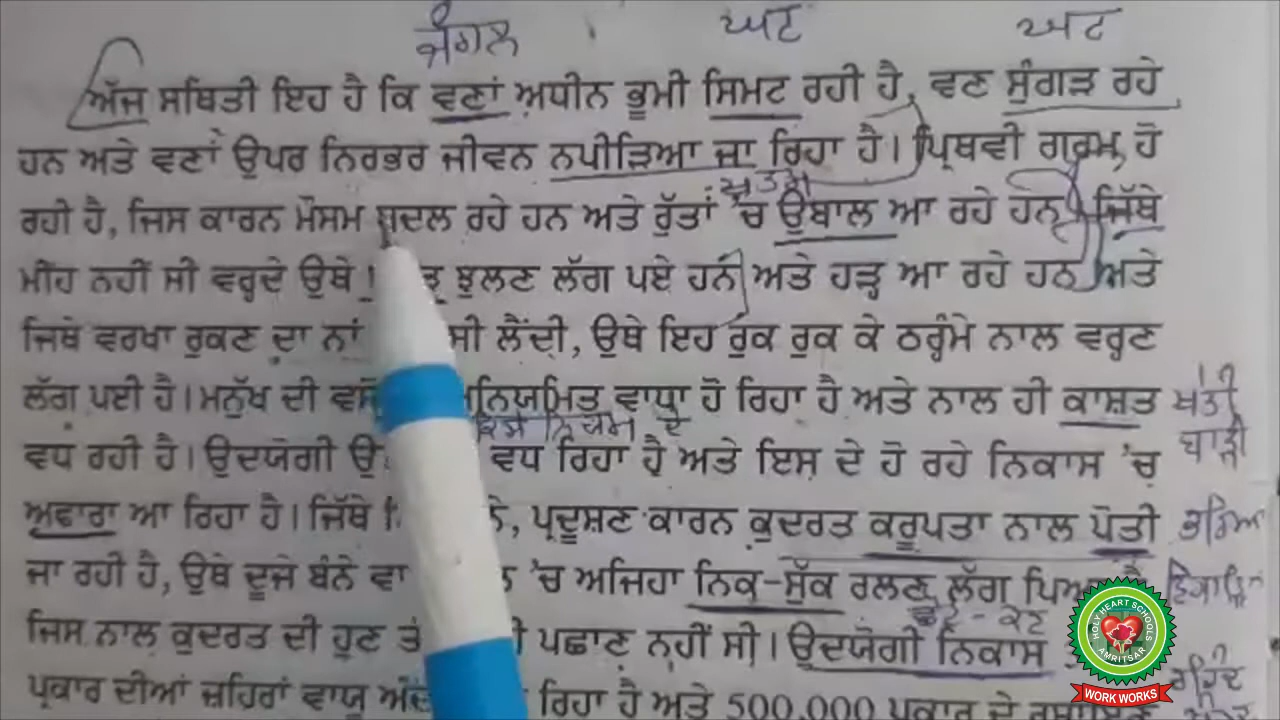 ਜੰਗਲ ਘਟ ਘਟ
ਅੱਜ ਸਥਿਤੀ ਇਹ ਹੈ ਕਿ ਵਣਾਂ ਅਧੀਨ ਭੂਮੀ ਸਿਮਟ ਰਹੀ ਹੈ, ਵਣ ਸੁੰਗੜ ਰਹੇ
ਹਨ ਅਤੇ ਵਣਾਂ ਉਪਰ ਨਿਰਭਰ ਜੀਵਨ ਨਪੀੜਿਆ ਜਾ ਰਿਹਾ ਹੈ। ਪ੍ਰਿਥਵੀ ਗਰਮ ਹੋ
ਰਹੀ ਹੈ, ਜਿਸ ਕਾਰਨ ਮੌਸਮ ਬਦਲ ਰਹੇ ਹਨ ਅਤੇ ਰੁੱਤਾਂ 'ਚ ਉਬਾਲ ਆ ਰਹੇ ਹਨ ਜਿੱਥੇ
ਮੀਂਹ ਨਹੀਂ ਸੀ ਵਰ੍ਹਦੇ ਉਥੇ ਝੁਲਣ ਲੱਗ ਪਏ ਹਨ ਅਤੇ ਹੜ੍ਹ ਆ ਰਹੇ ਹਨ ਅਤੇ
ਜਿਥੇ ਵਰਖਾ ਰੁਕਣ ਦਾ ਨਾਂ ਸੀ ਲੈਂਦੀ, ਉਥੇ ਇਹ ਰੁਕ ਰੁਕ ਕੇ ਠਰ੍ਹੰਮੇ ਨਾਲ ਵਰ੍ਹਣ
ਲੱਗ ਪਈ ਹੈ। ਮਨੁੱਖ ਦੀ ਵਾਧਾ ਹੋ ਰਿਹਾ ਹੈ ਅਤੇ ਨਾਲ ਹੀ ਕਾਸ਼ਤ ਖੇਤੀ
ਬਾੜੀ
ਵਧ ਰਹੀ ਹੈ। ਉਦਯੋਗੀ ਵਧ ਰਿਹਾ ਹੈ ਅਤੇ ਇਸ ਦੇ ਹੋ ਰਹੇ ਨਿਕਾਸ 'ਚ
ਅਫਾਰਾ ਆ ਰਿਹਾ ਹੈ। ਜਿੱਥੇ ਪ੍ਰਦੂਸ਼ਣ ਕਾਰਨ ਕੁਦਰਤ ਕਰੂਪਤਾ ਨਾਲ ਪੋਤੀ
ਜਾ ਰਹੀ ਹੈ, ਉਥੇ ਦੂਜੇ ਬੰਨੇ 'ਚ ਅਜਿਹਾ ਨਿਕ-ਸੁੱਕ ਰਲਣ ਲੱਗ
ਜਿਸ ਨਾਲ ਕੁਦਰਤ ਦੀ ਹੁਣ ਪਛਾਣ ਨਹੀਂ ਸੀ। ਉਦਯੋਗੀ ਨਿਕਾਸ
ਪ੍ਰਕਾਰ ਦੀਆਂ ਜ਼ਹਿਰਾਂ ਵਾਯੂ ਰਿਹਾ ਹੈ ਅਤੇ 500,000 ਪ੍ਰਕਾਰ ਦੇ
HOLY HEART SCHOOLS
AMRITSAR
WORK WORKS